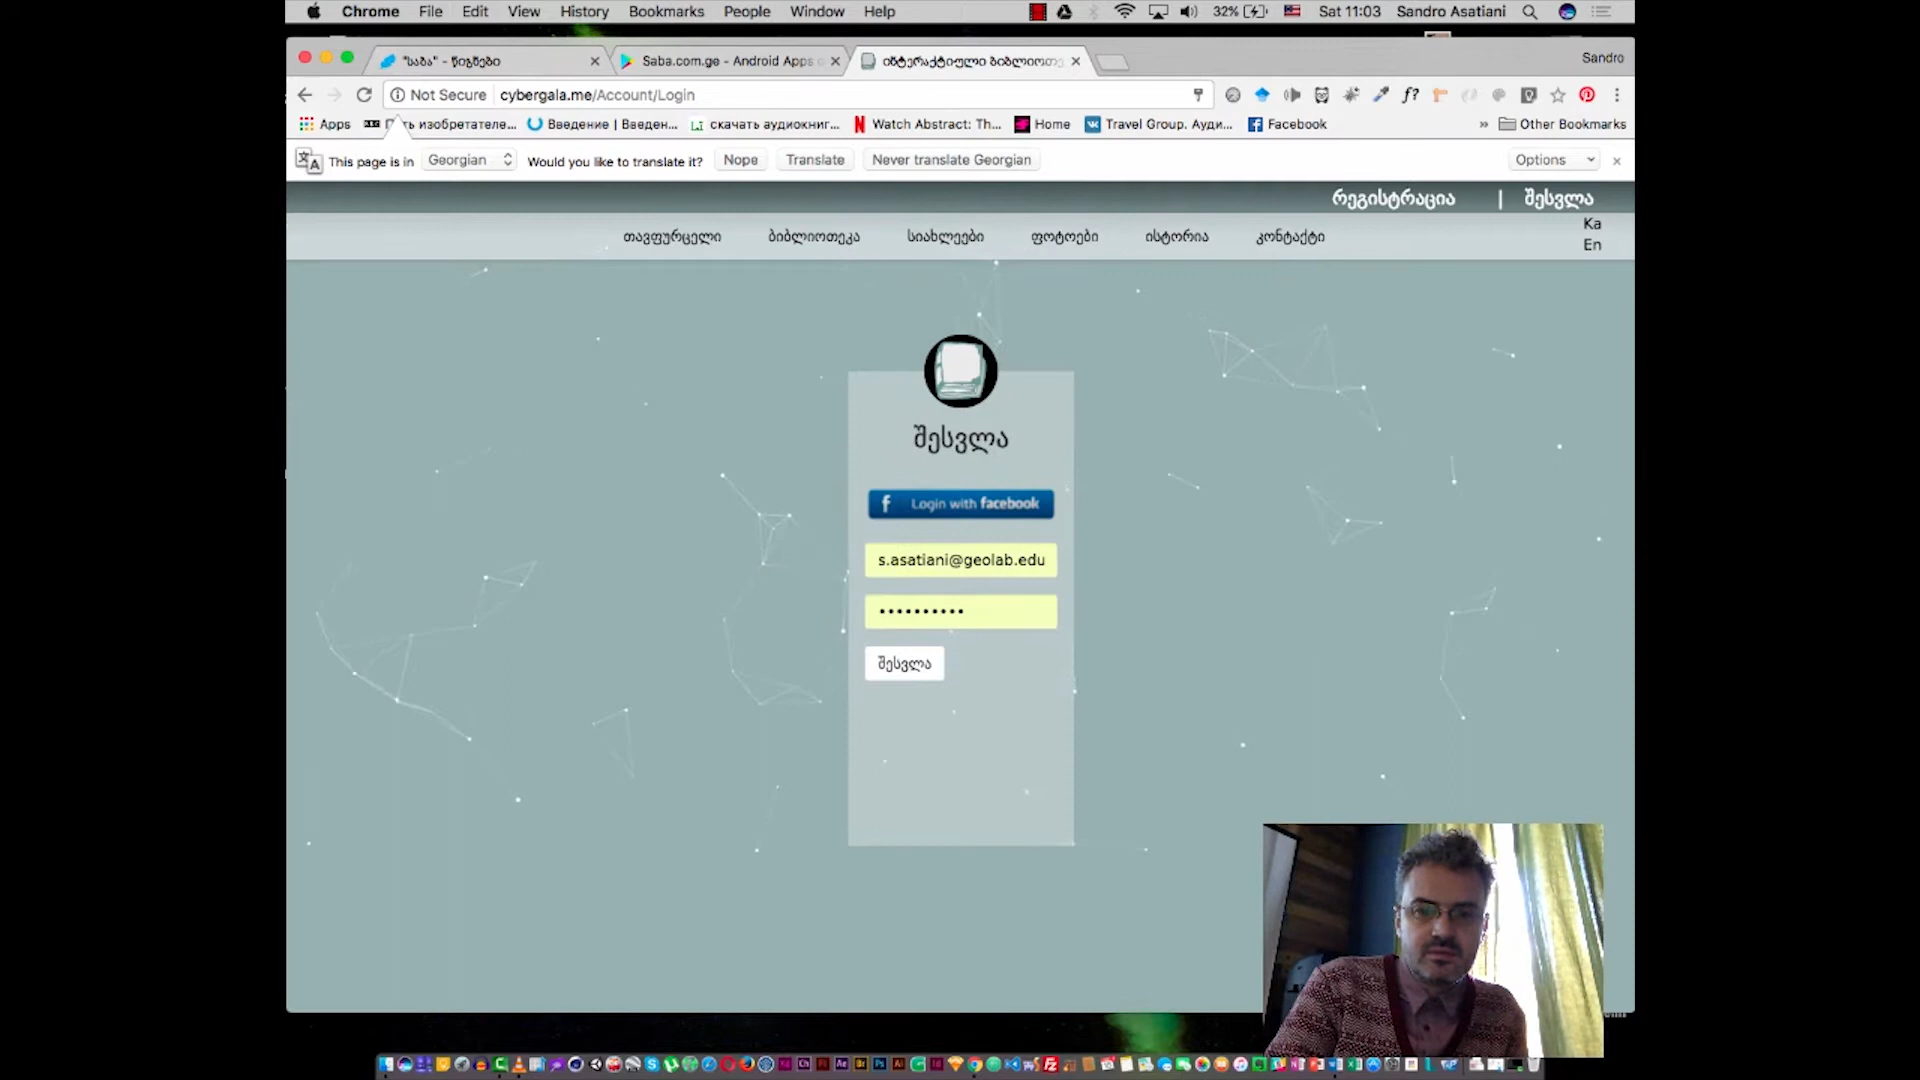 Chrome File Edit View History Bookmarks People Window Help 32% Sat 11:03 Sandro Asatiani
"საბა" - წიგნები Saba.com.ge - Android Apps ინტერაქტიული Sandro
Not Secure cybergala.me/Account/Login
Apps изобретателе... Введение | Введен... скачать аудиокниг... Watch Abstract: Th... Home Travel Group. Ауди... Facebook » Other Bookmarks
This page is in Georgian Would you like to translate it? Nope Translate Never translate Georgian Options
რეგისტრაცია | შესვლა
Ka
თავფურცელი ბიბლიოთეკა სიახლეები ფოტოები ისტორია კონტაქტი
En
შესვლა
f Login with facebook
s.asatiani@geolab.edu
შესვლა